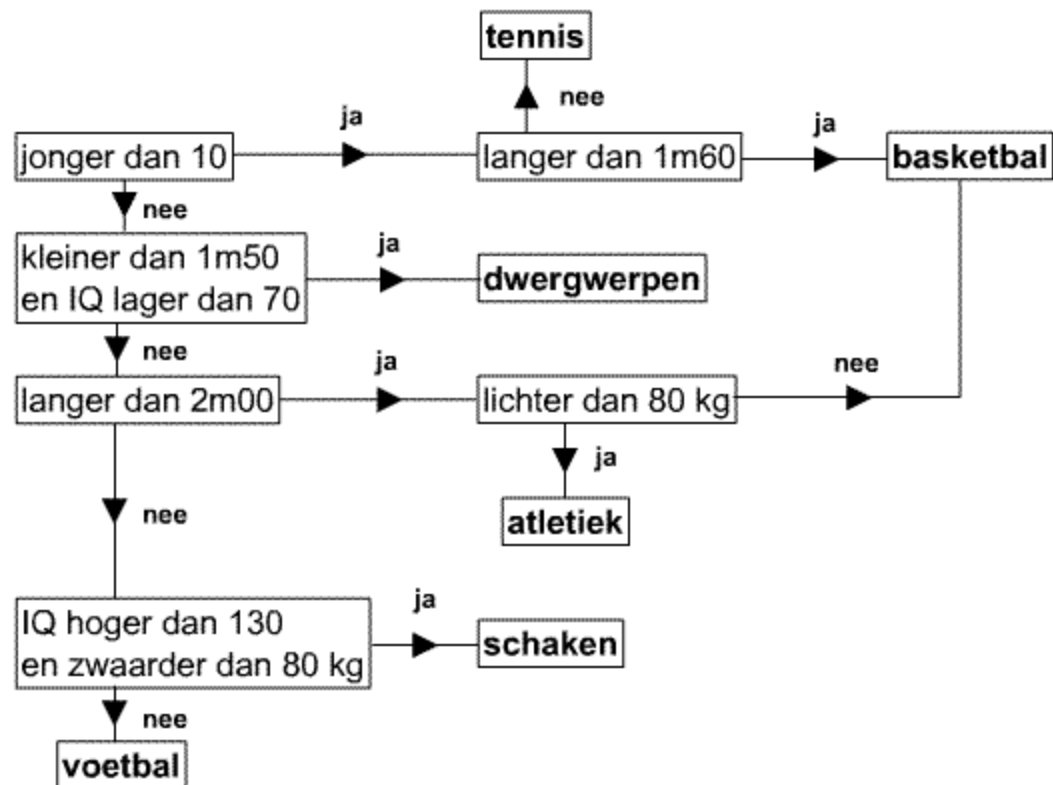 tennis
nee
ja
ja
jonger dan 10
langer dan 1m60
basketbal
nee
kleiner dan 1m50
en IQ lager dan 70
ja
dwergwerpen
nee
ja
nee
langer dan 2m00
lichter dan 80 kg
ja
nee
atletiek
IQ hoger dan 130
en zwaarder dan 80 kg
ja
schaken
nee
voetbal